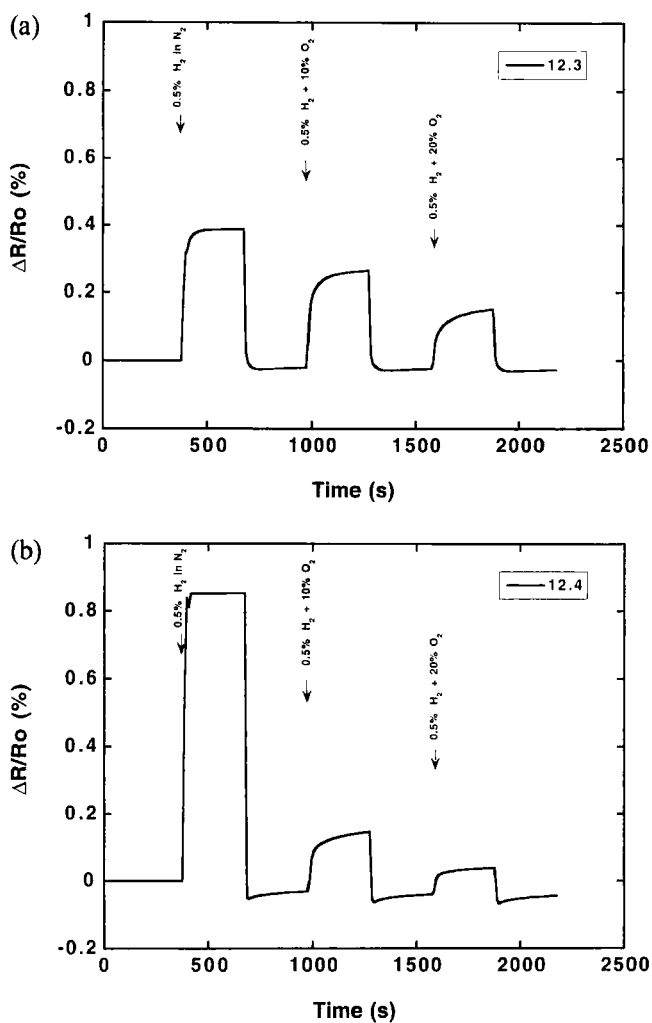 (a)
1
0.8
0.6
0.4
0.2
0
-0.2
ΔR/Ro (%)
0.5% H₂ in N₂
0.5% H₂ + 10% O₂
0.5% H₂ + 20% O₂
12.3
0
500
1000
1500
2000
2500
Time (s)
(b)
1
0.8
0.6
0.4
0.2
0
-0.2
ΔR/Ro (%)
0.5% H₂ in N₂
0.5% H₂ + 10% O₂
0.5% H₂ + 20% O₂
12.4
0
500
1000
1500
2000
2500
Time (s)